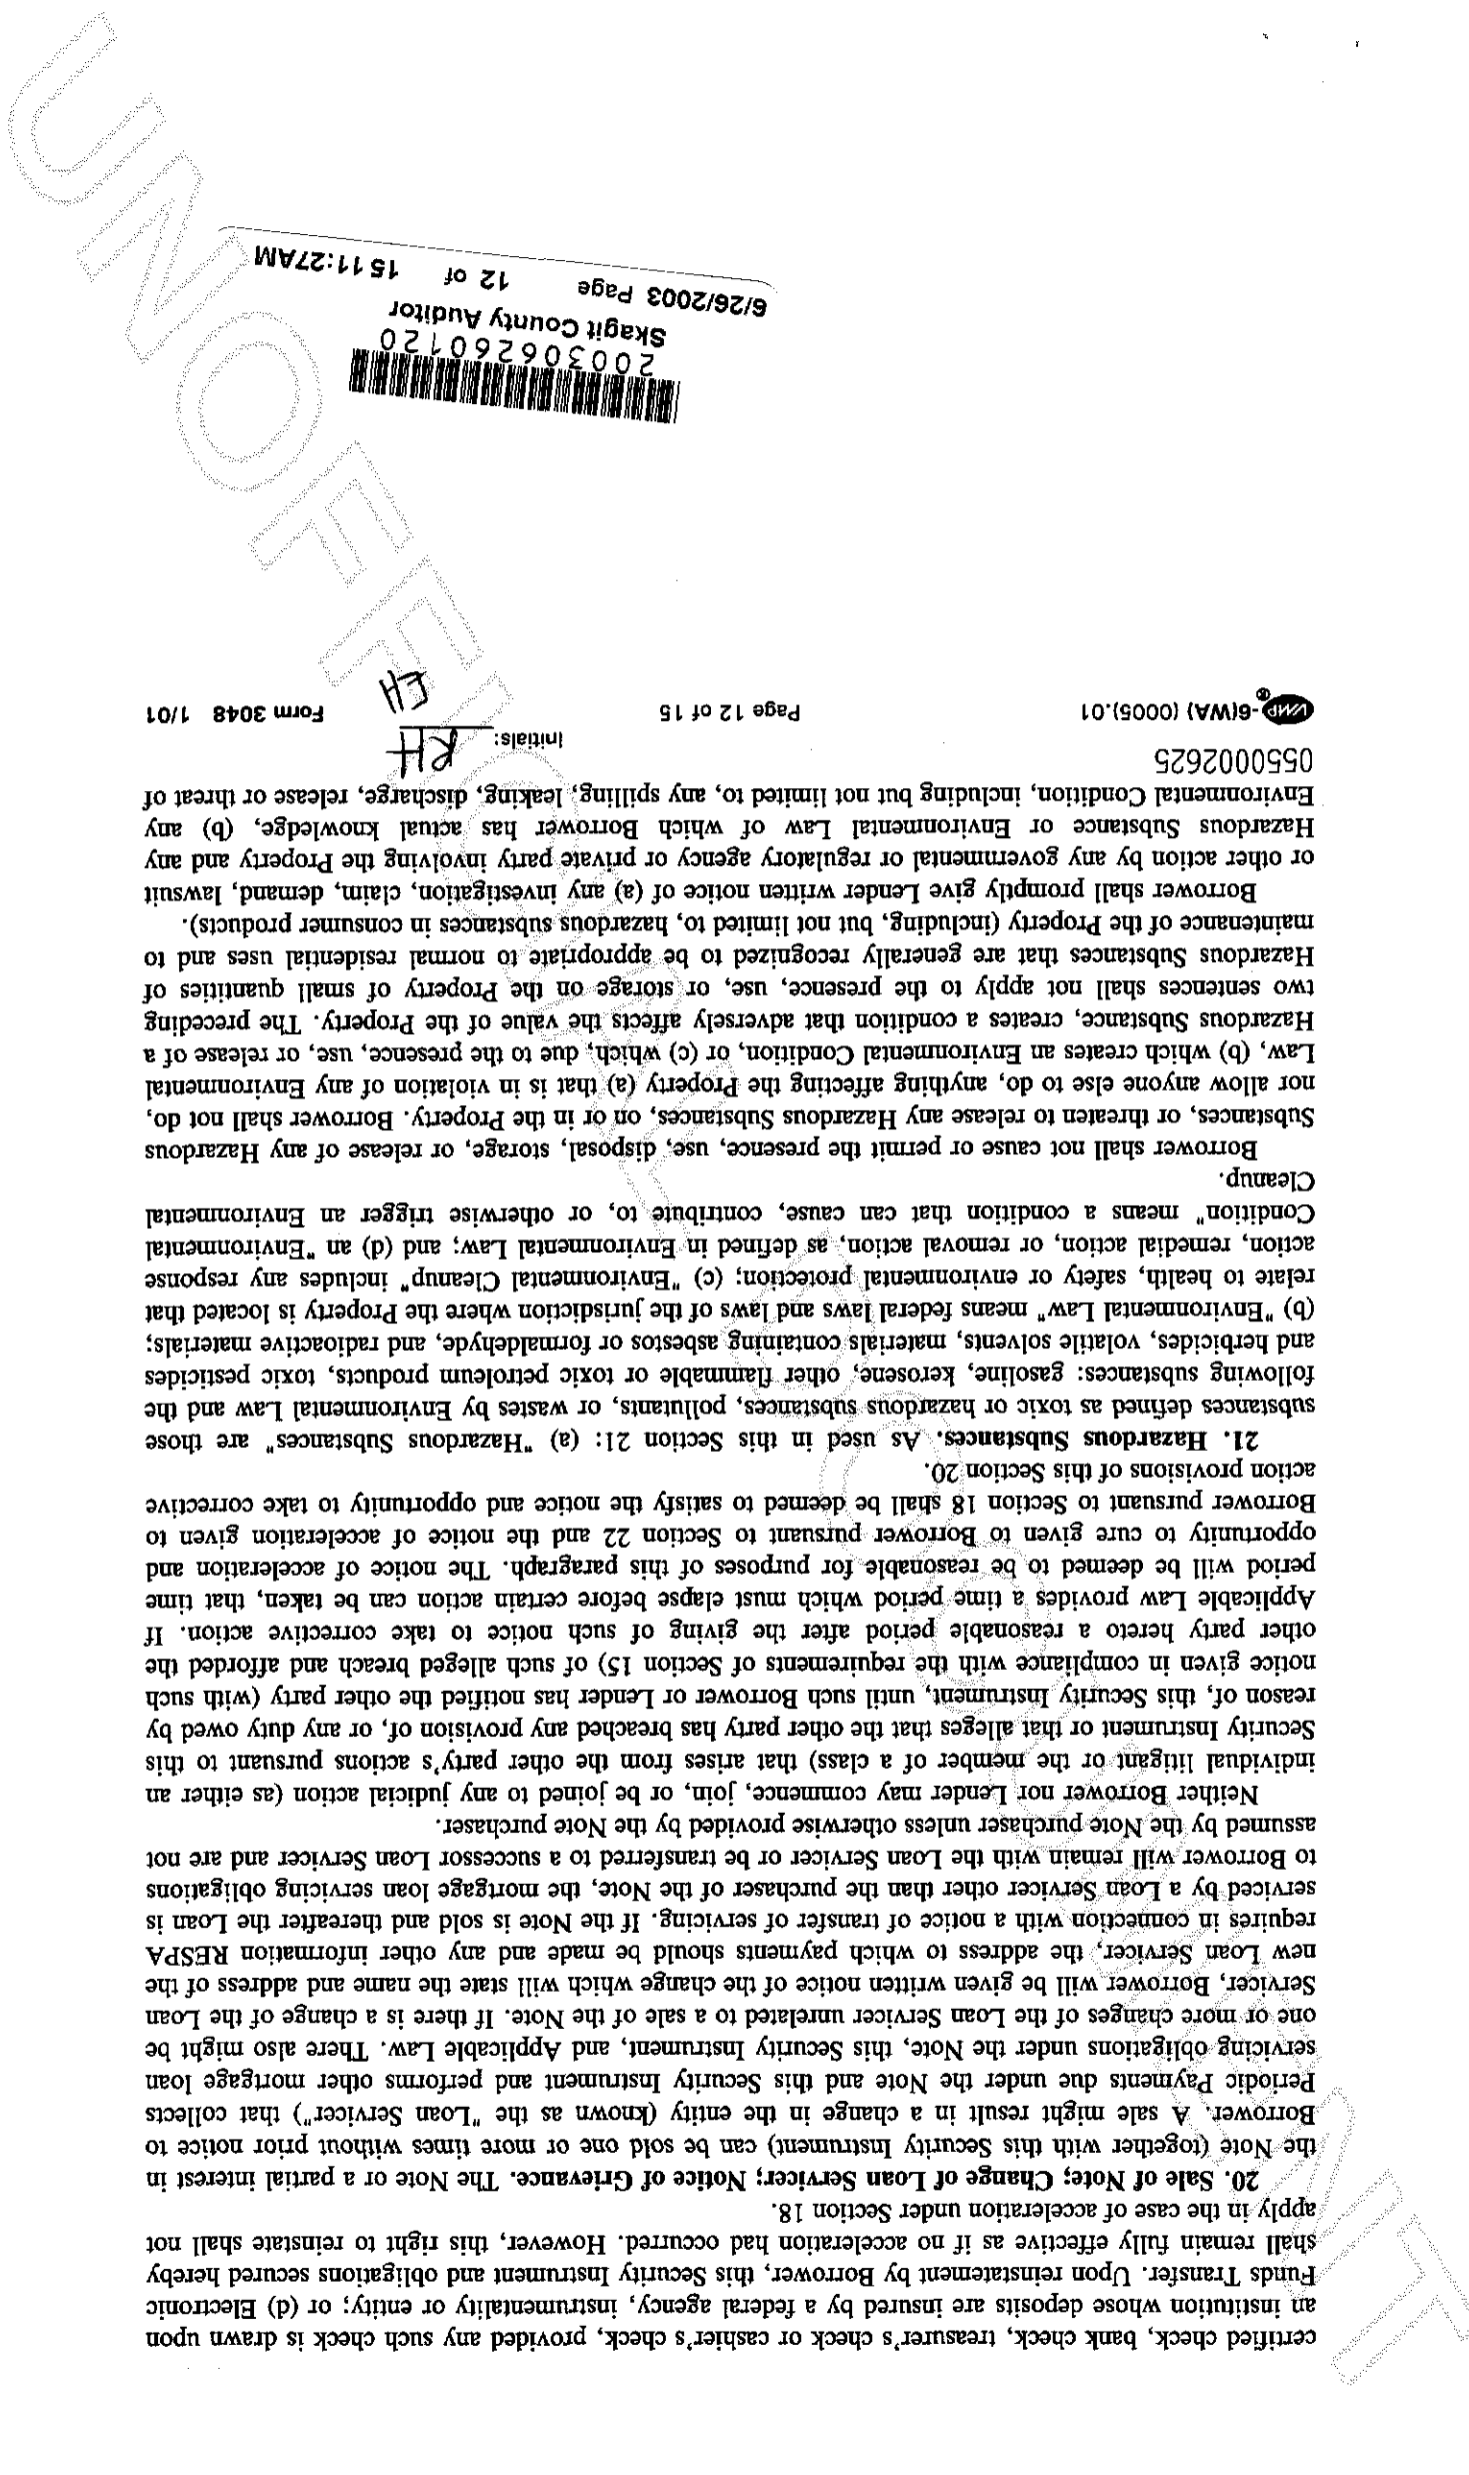 certified check, bank check, treasurer's check or cashier's check, provided any such check is drawn upon
an institution whose deposits are insured by a federal agency, instrumentality or entity; or (d) Electronic
Funds Transfer. Upon reinstatement by Borrower, this Security Instrument and obligations secured hereby
shall remain fully effective as if no acceleration had occurred. However, this right to reinstate shall not
apply in the case of acceleration under Section 18.
20. Sale of Note; Change of Loan Servicer; Notice of Grievance. The Note or a partial interest in
the Note (together with this Security Instrument) can be sold one or more times without prior notice to
Borrower. A sale might result in a change in the entity (known as the "Loan Servicer") that collects
Periodic Payments due under the Note and this Security Instrument and performs other mortgage loan
servicing obligations under the Note, this Security Instrument, and Applicable Law. There also might be
one or more changes of the Loan Servicer unrelated to a sale of the Note. If there is a change of the Loan
Servicer, Borrower will be given written notice of the change which will state the name and address of the
new Loan Servicer, the address to which payments should be made and any other information RESPA
requires in connection with a notice of transfer of servicing. If the Note is sold and thereafter the Loan is
serviced by a Loan Servicer other than the purchaser of the Note, the mortgage loan servicing obligations
to Borrower will remain with the Loan Servicer or be transferred to a successor Loan Servicer and are not
assumed by the Note purchaser unless otherwise provided by the Note purchaser.
Neither Borrower nor Lender may commence, join, or be joined to any judicial action (as either an
individual litigant or the member of a class) that arises from the other party's actions pursuant to this
Security Instrument or that alleges that the other party has breached any provision of, or any duty owed by
reason of, this Security Instrument, until such Borrower or Lender has notified the other party (with such
notice given in compliance with the requirements of Section 15) of such alleged breach and afforded the
other party hereto a reasonable period after the giving of such notice to take corrective action. If
Applicable Law provides a time period which must elapse before certain action can be taken, that time
period will be deemed to be reasonable for purposes of this paragraph. The notice of acceleration and
opportunity to cure given to Borrower pursuant to Section 22 and the notice of acceleration given to
Borrower pursuant to Section 18 shall be deemed to satisfy the notice and opportunity to take corrective
action provisions of this Section 20.
21. Hazardous Substances. As used in this Section 21: (a) "Hazardous Substances" are those
substances defined as toxic or hazardous substances, pollutants, or wastes by Environmental Law and the
following substances: gasoline, kerosene, other flammable or toxic petroleum products, toxic pesticides
and herbicides, volatile solvents, materials containing asbestos or formaldehyde, and radioactive materials;
(b) "Environmental Law" means federal laws and laws of the jurisdiction where the Property is located that
relate to health, safety or environmental protection; (c) "Environmental Cleanup" includes any response
action, remedial action, or removal action, as defined in Environmental Law; and (d) an "Environmental
Condition" means a condition that can cause, contribute to, or otherwise trigger an Environmental
Cleanup.
Borrower shall not cause or permit the presence, use, disposal, storage, or release of any Hazardous
Substances, or threaten to release any Hazardous Substances, on or in the Property. Borrower shall not do,
nor allow anyone else to do, anything affecting the Property (a) that is in violation of any Environmental
Law, (b) which creates an Environmental Condition, or (c) which, due to the presence, use, or release of a
Hazardous Substance, creates a condition that adversely affects the value of the Property. The preceding
two sentences shall not apply to the presence, use, or storage on the Property of small quantities of
Hazardous Substances that are generally recognized to be appropriate to normal residential uses and to
maintenance of the Property (including, but not limited to, hazardous substances in consumer products).
Borrower shall promptly give Lender written notice of (a) any investigation, claim, demand, lawsuit
or other action by any governmental or regulatory agency or private party involving the Property and any
Hazardous Substance or Environmental Law of which Borrower has actual knowledge, (b) any
Environmental Condition, including but not limited to, any spilling, leaking, discharge, release or threat of
0550002625
Initials: RH
VMP-6(WA) (0005).01 Page 12 of 15 EH Form 3048 1/01
200306260120
Skagit County Auditor
6/26/2003 Page 12 of 15 11:27AM
UNOFFICIAL DOCUMENT